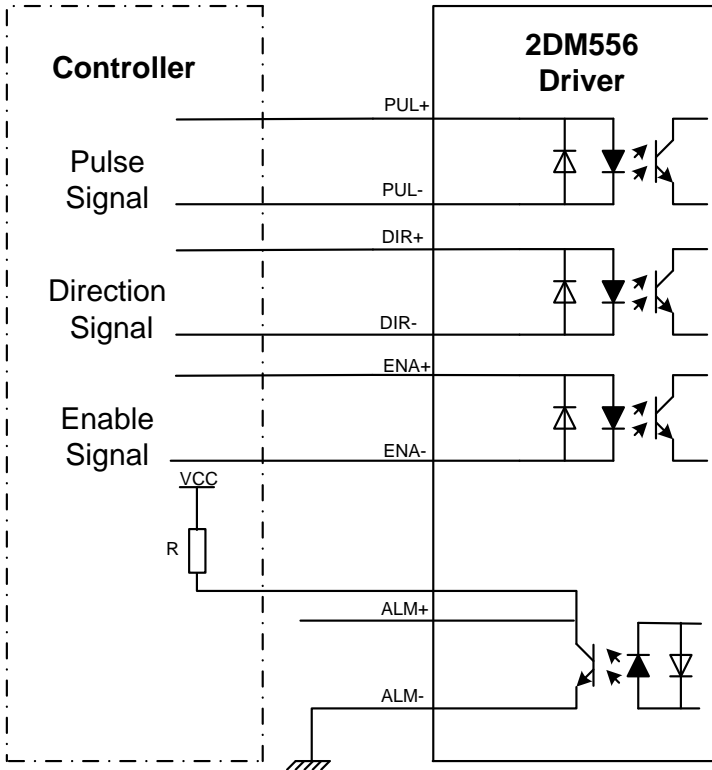 Controller
2DM556
Driver
PUL+
Pulse
Signal
PUL-
DIR+
Direction
Signal
DIR-
ENA+
Enable
Signal
ENA-
VCC
R
ALM+
ALM-